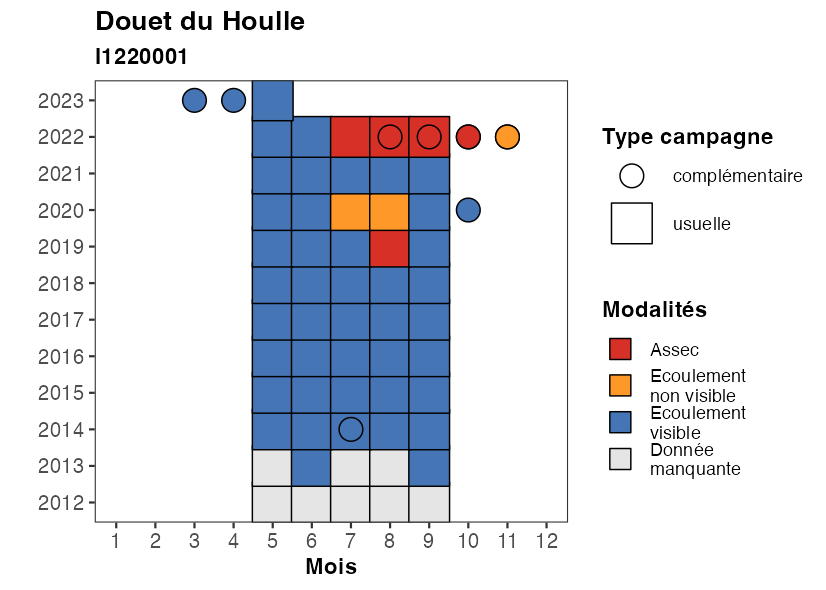 Douet du Houlle
I1220001
2023
2022
2021
2020
2019
2018
2017
2016
2015
2014
2013
2012
1 2 3 4 5 6 7 8 9 10 11 12
Mois
Type campagne
complémentaire
usuelle
Modalités
Assec
Ecoulement
non visible
Ecoulement
visible
Donnée
manquante